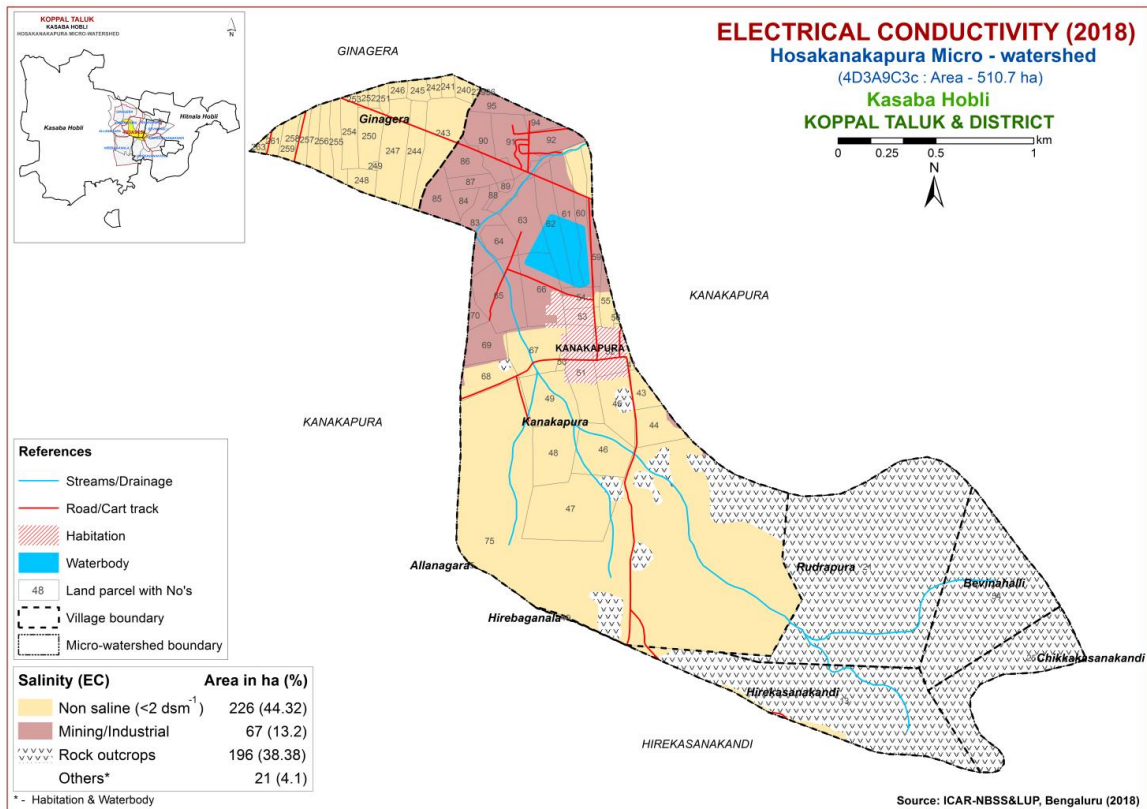 KOPPAL TALUK
KASABA HOBLI
HOSAKANAKAPURA MICRO-WATERSHED
N
Kasaba Hobli
Hitnala Hobli
ELECTRICAL CONDUCTIVITY (2018)
Hosakanakapura Micro - watershed
(4D3A9C3c : Area - 510.7 ha)
Kasaba Hobli
KOPPAL TALUK & DISTRICT
km
0 0.25 0.5 1
N
GINAGERA
253 252 251 246 245 242 241 240
95
Ginagera
94
261 258 257 256 255 254 250 243 90 91 92
263 259
247 244 86
249
248 87 89
85 84 88
83 63 62 61 60
64
59
66
65 54 55
70 53
KANAKAPURA
69 67 KANAKAPURA
68 50 51
49 43
KANAKAPURA
Kanakapura 44
48 46
47
75
Allanagara
Rudrapura 21
Bevinahalli
Hirebaganala
Chikkakasanakandi
Hirekasanakandi
13
HIREKASANAKANDI
References
Streams/Drainage
Road/Cart track
Habitation
Waterbody
48 Land parcel with No's
Village boundary
Micro-watershed boundary
Salinity (EC) Area in ha (%)
Non saline (<2 dsm⁻¹) 226 (44.32)
Mining/Industrial 67 (13.2)
Rock outcrops 196 (38.38)
Others* 21 (4.1)
* - Habitation & Waterbody
Source: ICAR-NBSS&LUP, Bengaluru (2018)